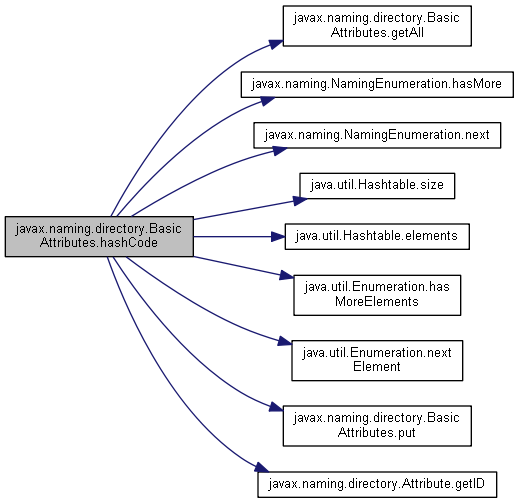 javax.naming.directory.Basic
Attributes.getAll
javax.naming.NamingEnumeration.hasMore
javax.naming.NamingEnumeration.next
java.util.Hashtable.size
javax.naming.directory.Basic
Attributes.hashCode
java.util.Hashtable.elements
java.util.Enumeration.has
MoreElements
java.util.Enumeration.next
Element
javax.naming.directory.Basic
Attributes.put
javax.naming.directory.Attribute.getID